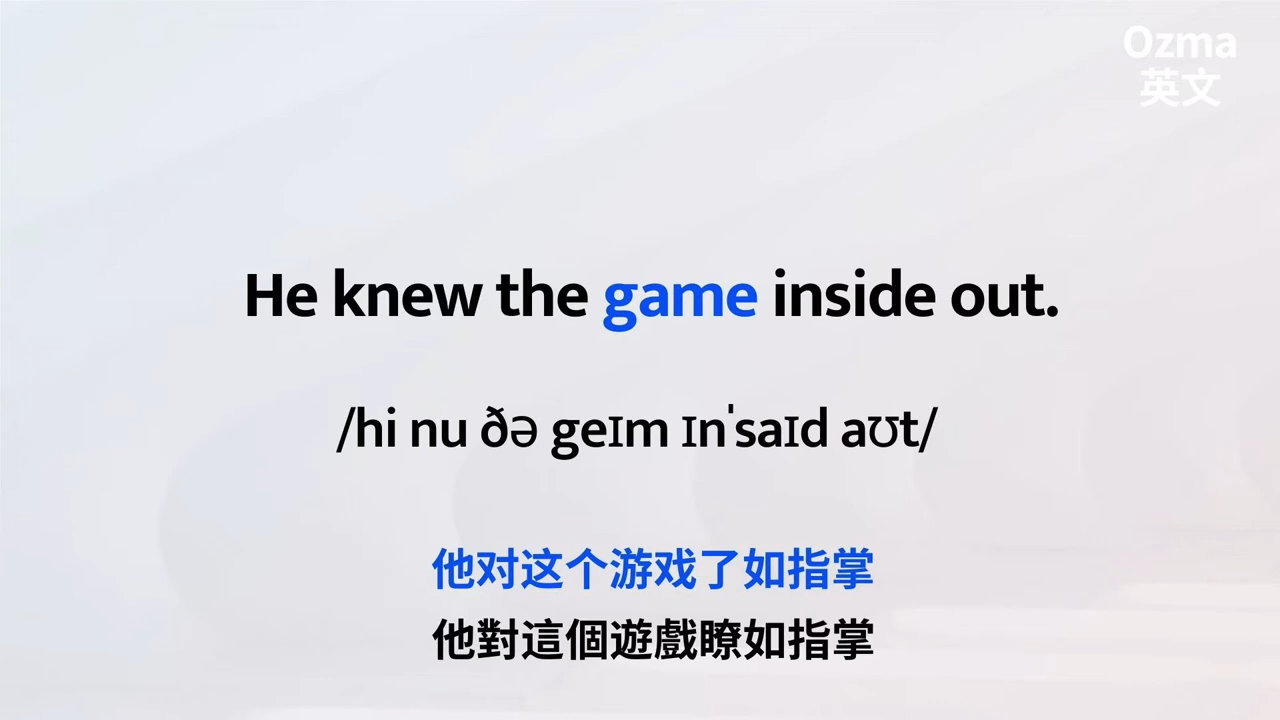 Ozma
英文
He knew the game inside out.
/hi nu ðə geɪm ɪnˈsaɪd aʊt/
他对这个游戏了如指掌
他對這個遊戲瞭如指掌